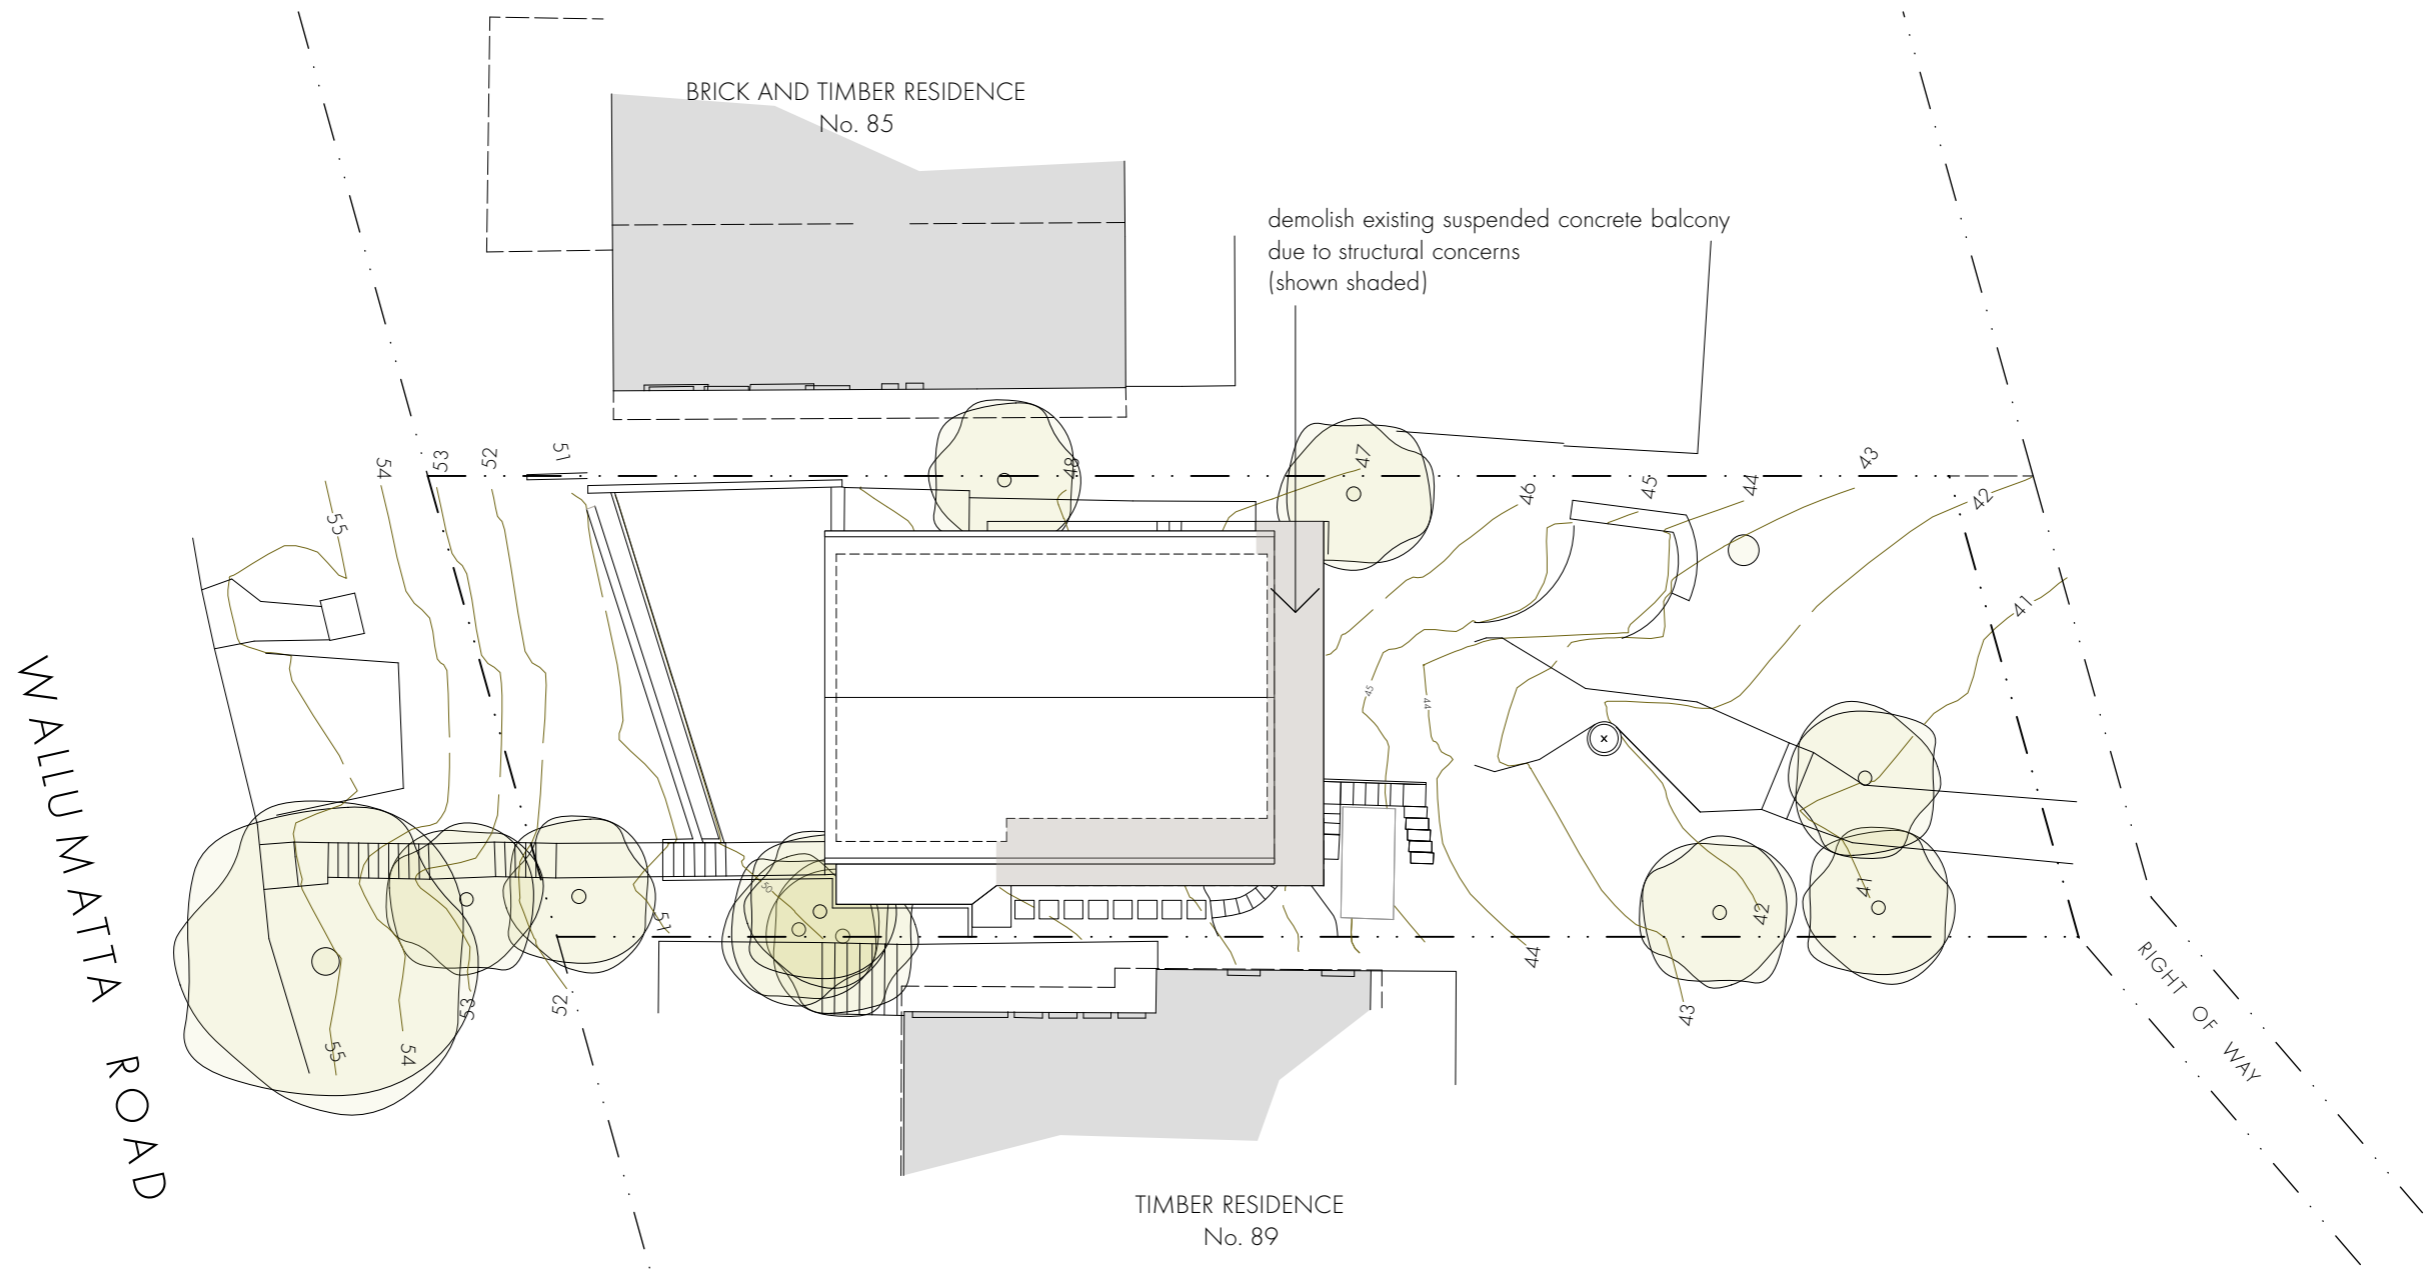 BRICK AND TIMBER RESIDENCE
No. 85
demolish existing suspended concrete balcony
due to structural concerns
(shown shaded)
54
53
52
51
48
47
46
45
44
43
42
55
41
45
44
50
51
41
42
44
43
53
52
55
54
WALLUMATTA ROAD
RIGHT OF WAY
TIMBER RESIDENCE
No. 89